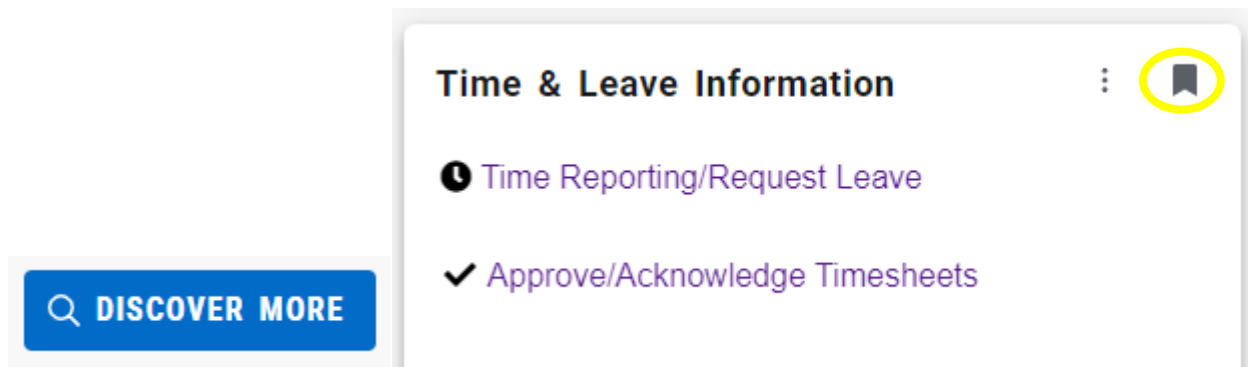 Time & Leave Information
Time Reporting/Request Leave
Approve/Acknowledge Timesheets
DISCOVER MORE